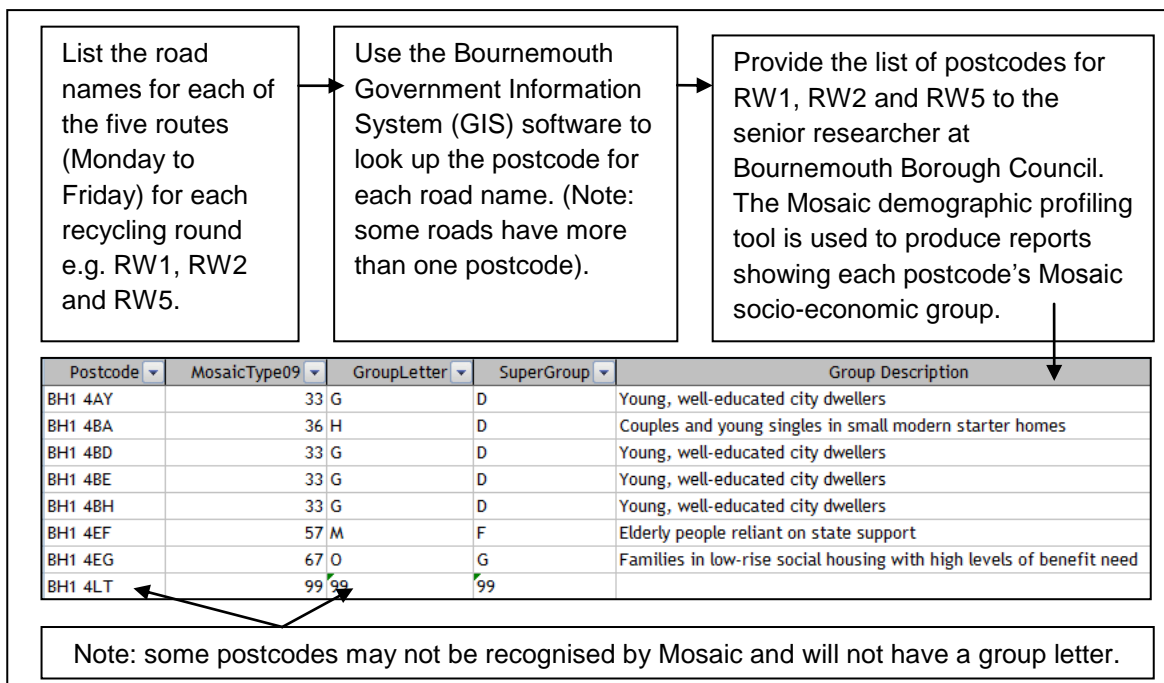 List the road
names for each of
the five routes
(Monday to
Friday) for each
recycling round
e.g. RW1, RW2
and RW5.
Use the Bournemouth
Government Information
System (GIS) software to
look up the postcode for
each road name. (Note:
some roads have more
than one postcode).
Provide the list of postcodes for
RW1, RW2 and RW5 to the
senior researcher at
Bournemouth Borough Council.
The Mosaic demographic profiling
tool is used to produce reports
showing each postcode's Mosaic
socio-economic group.
Postcode MosaicType09 GroupLetter SuperGroup Group Description
BH1 4AY 33 G D Young, well-educated city dwellers
BH1 4BA 36 H D Couples and young singles in small modern starter homes
BH1 4BD 33 G D Young, well-educated city dwellers
BH1 4BE 33 G D Young, well-educated city dwellers
BH1 4BH 33 G D Young, well-educated city dwellers
BH1 4EF 57 M F Elderly people reliant on state support
BH1 4EG 67 O G Families in low-rise social housing with high levels of benefit need
BH1 4LT 99 99 99
Note: some postcodes may not be recognised by Mosaic and will not have a group letter.